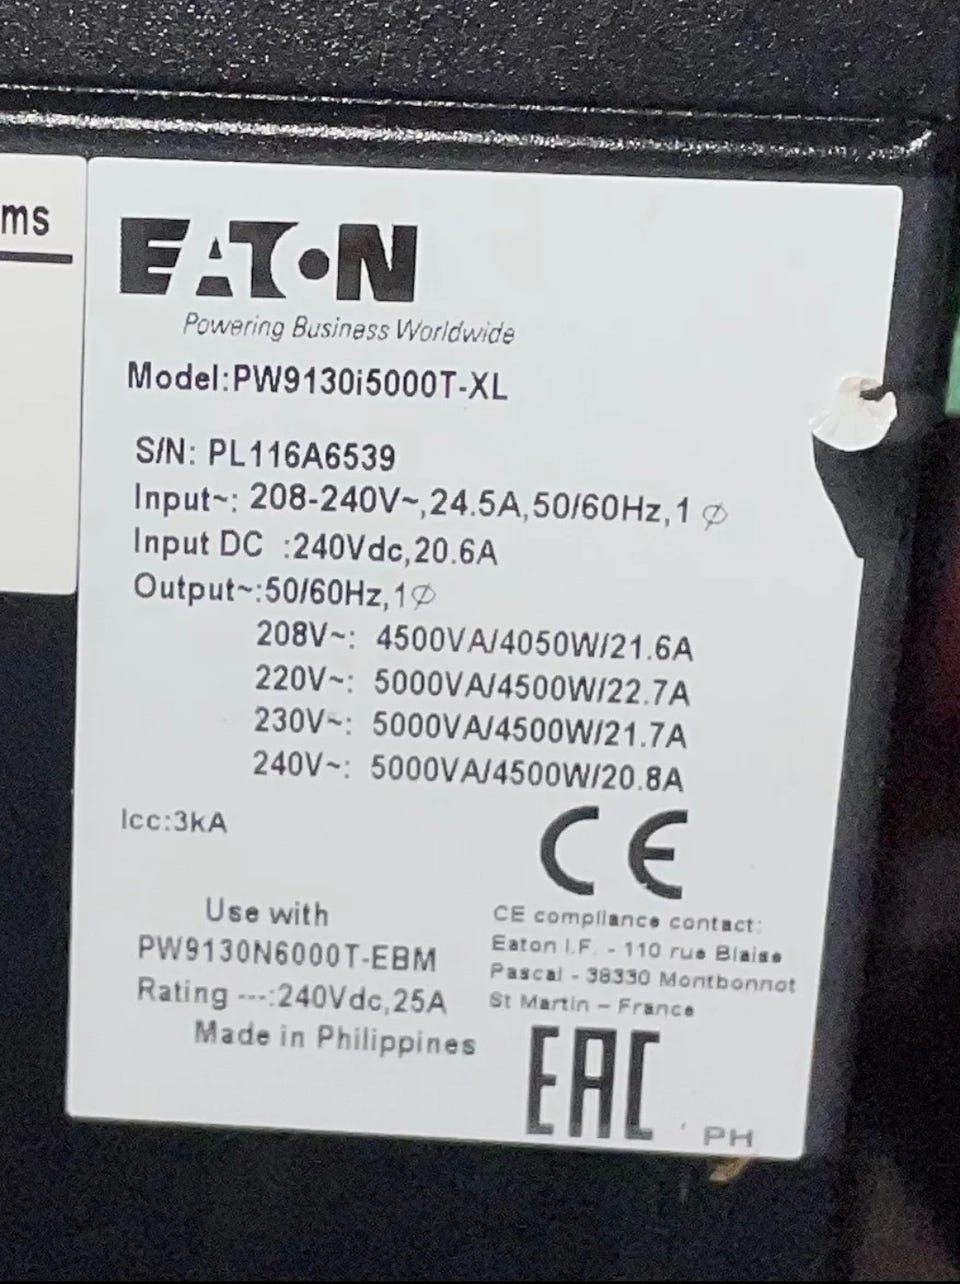 ms
EATON
Powering Business Worldwide
Model:PW9130i5000T-XL
S/N: PL116A6539
Input~: 208-240V~,24.5A,50/60Hz,1 ∅
Input DC :240Vdc,20.6A
Output~:50/60Hz,1∅
208V~: 4500VA/4050W/21.6A
220V~: 5000VA/4500W/22.7A
230V~: 5000VA/4500W/21.7A
240V~: 5000VA/4500W/20.8A
Icc:3kA
CE
Use with
PW9130N6000T-EBM
Rating ---:240Vdc,25A
Made in Philippines
CE compliance contact:
Eaton I.F. - 110 rue Blaise
Pascal - 38330 Montbonnot
St Martin – France
EAC
PH